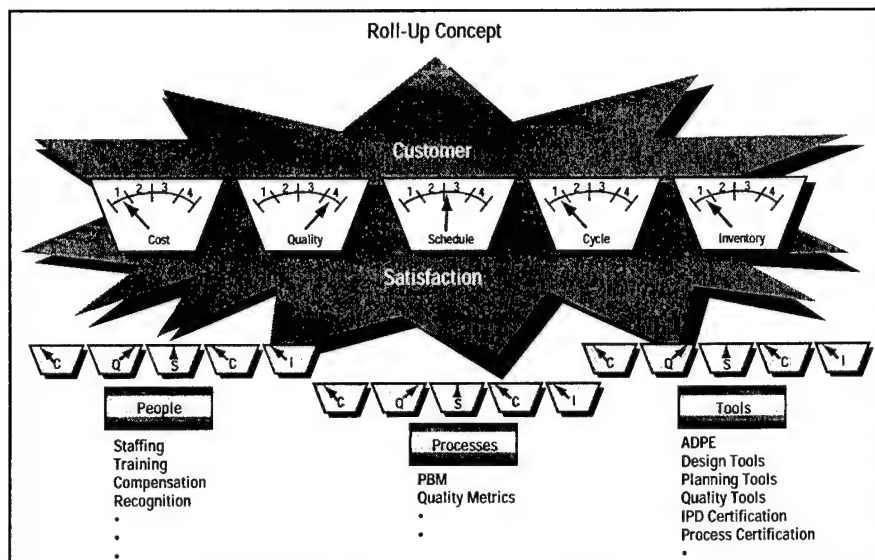 Roll-Up Concept
Customer
1 2 3 4 1 2 3 4 1 2 3 4 1 2 3 4 1 2 3 4
Cost Quality Schedule Cycle Inventory
Satisfaction
C Q S C I
C Q S C I
C Q S C I
People
Staffing
Training
Compensation
Recognition
Processes
PBM
Quality Metrics
Tools
ADPE
Design Tools
Planning Tools
Quality Tools
IPD Certification
Process Certification